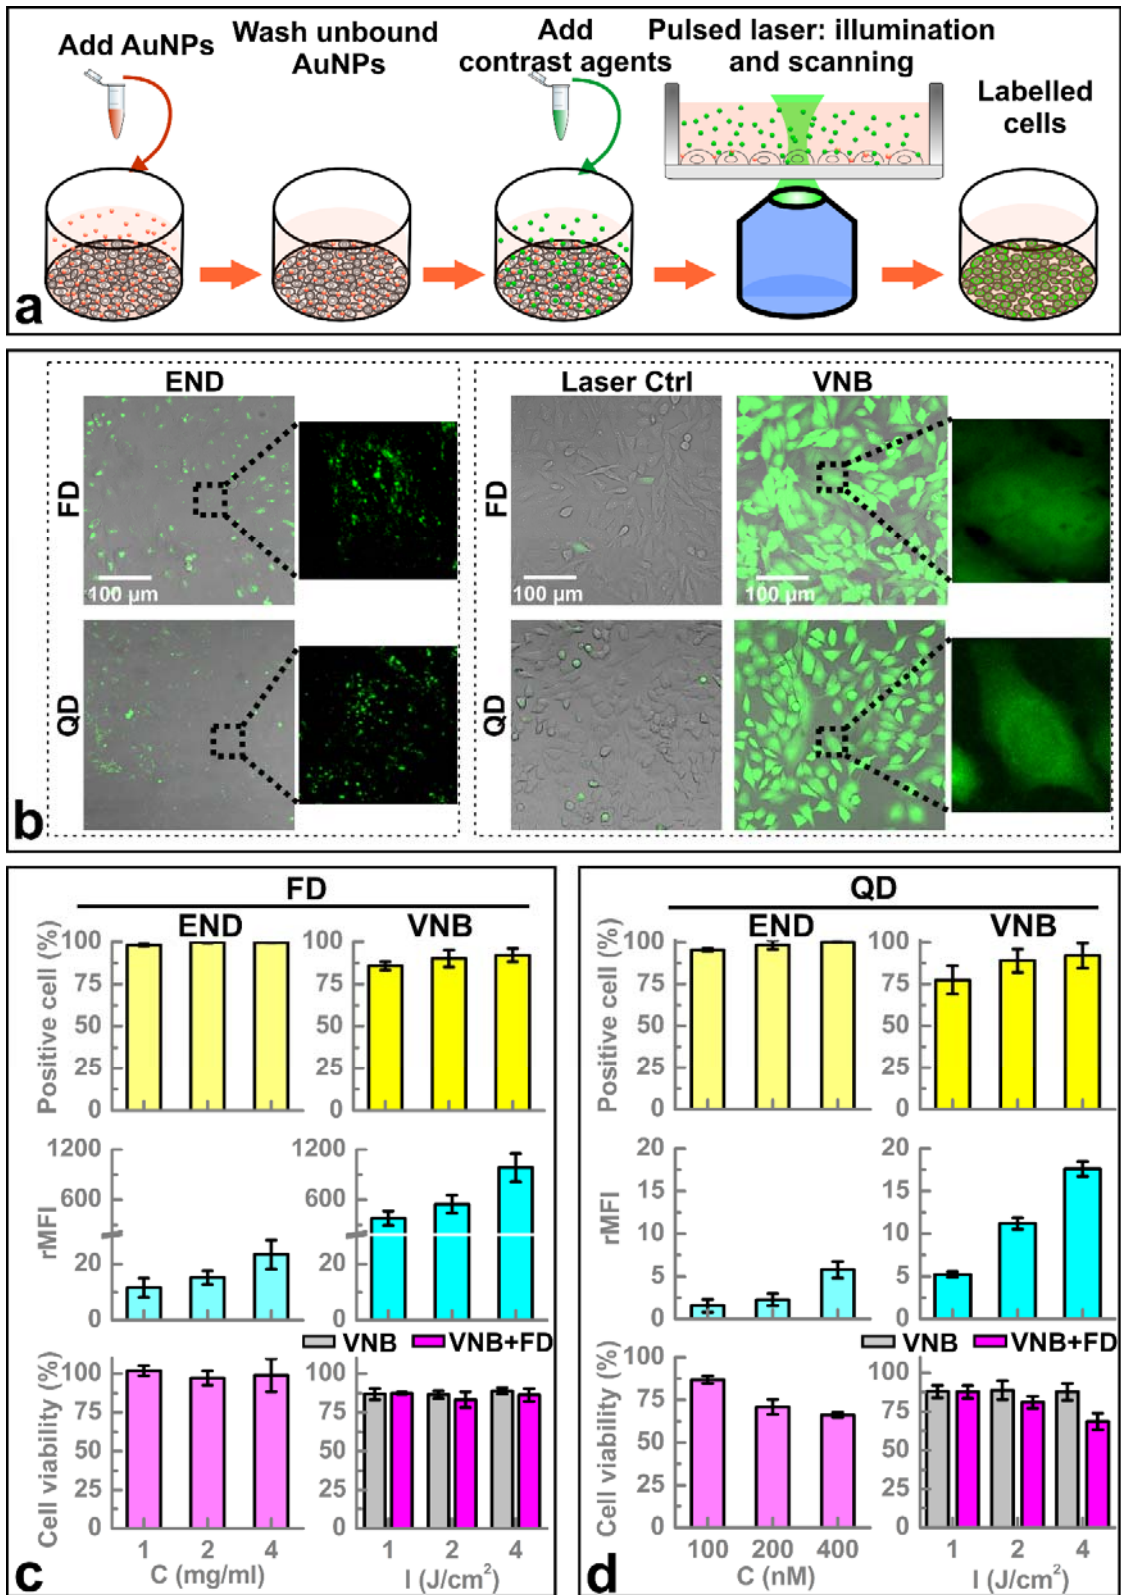 Add AuNPs
Wash unbound
AuNPs
Add
contrast agents
Pulsed laser: illumination
and scanning
Labelled
cells
a
END
Laser Ctrl
VNB
FD
100 μm
100 μm
100 μm
QD
QD
FD
b
FD
END
VNB
Positive cell (%)
100
75
50
25
0
100
75
50
25
0
rMFI
1200
600
20
0
1200
600
20
0
VNB
VNB+FD
Cell viability (%)
100
75
50
25
0
100
75
50
25
0
1
2
4
C (mg/ml)
1
2
4
I (J/cm²)
c
QD
END
VNB
Positive cell (%)
100
75
50
25
0
100
75
50
25
0
rMFI
20
15
10
5
0
20
15
10
5
0
VNB
VNB+FD
Cell viability (%)
100
75
50
25
0
100
75
50
25
0
100
200
400
C (nM)
1
2
4
I (J/cm²)
d